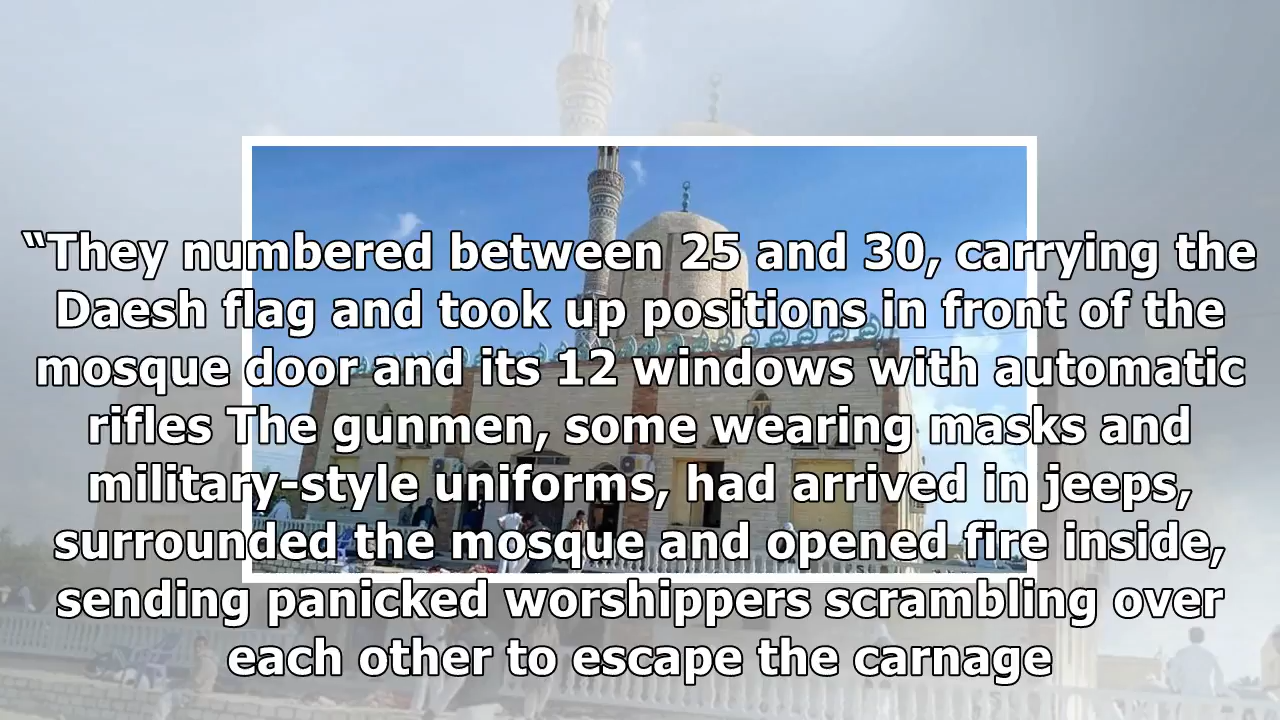 “They numbered between 25 and 30, carrying the
Daesh flag and took up positions in front of the
mosque door and its 12 windows with automatic
rifles The gunmen, some wearing masks and
military-style uniforms, had arrived in jeeps,
surrounded the mosque and opened fire inside,
sending panicked worshippers scrambling over
each other to escape the carnage